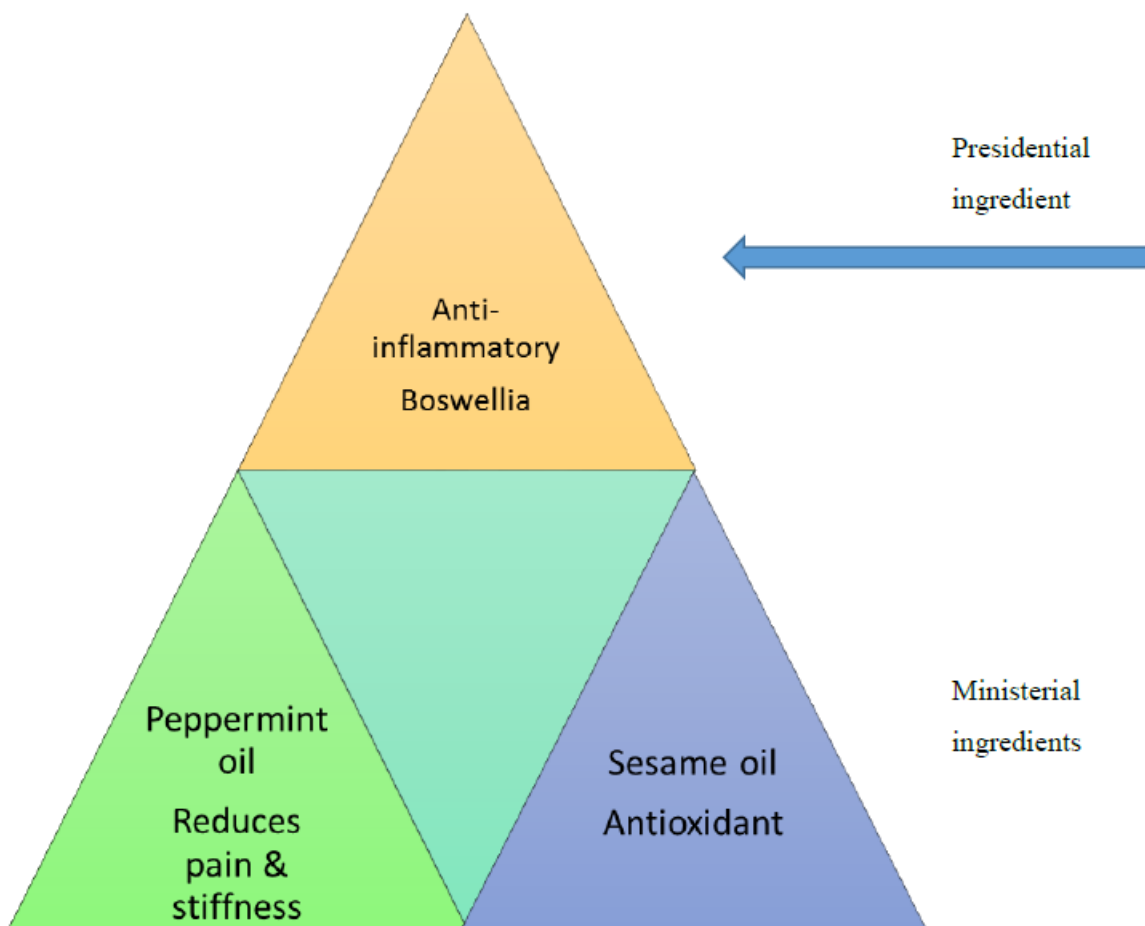 Presidential
ingredient
Anti-
inflammatory
Boswellia
Peppermint
oil
Reduces
pain &
stiffness
Sesame oil
Antioxidant
Ministerial
ingredients